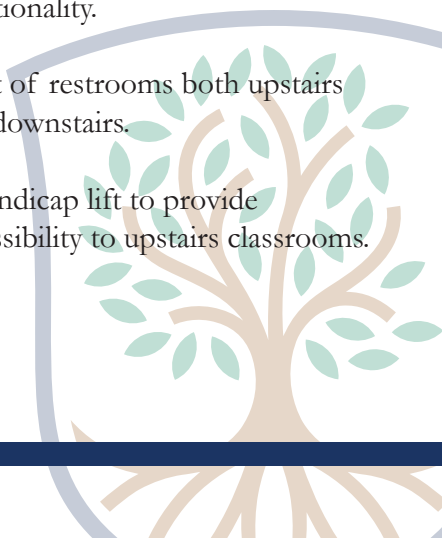 tionality.
t of restrooms both upstairs
downstairs.
ndicap lift to provide
ssibility to upstairs classrooms.